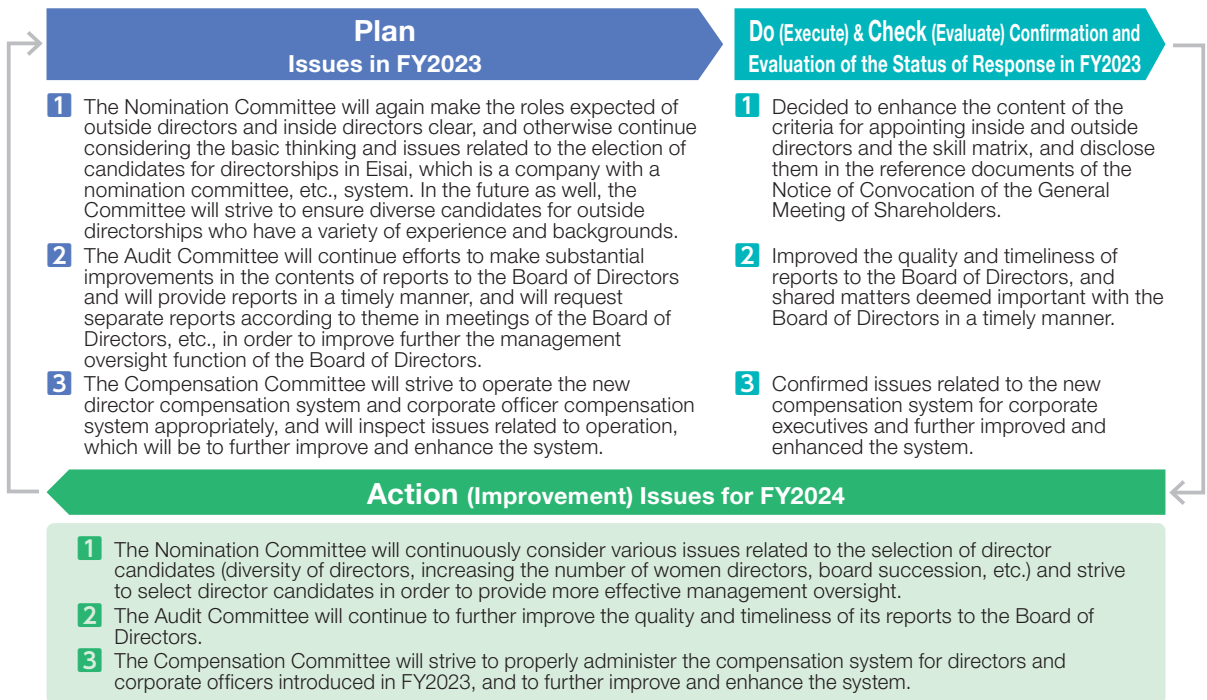 Plan
Issues in FY2023
1 The Nomination Committee will again make the roles expected of
outside directors and inside directors clear, and otherwise continue
considering the basic thinking and issues related to the election of
candidates for directorships in Eisai, which is a company with a
nomination committee, etc., system. In the future as well, the
Committee will strive to ensure diverse candidates for outside
directorships who have a variety of experience and backgrounds.
2 The Audit Committee will continue efforts to make substantial
improvements in the contents of reports to the Board of Directors
and will provide reports in a timely manner, and will request
separate reports according to theme in meetings of the Board of
Directors, etc., in order to improve further the management
oversight function of the Board of Directors.
3 The Compensation Committee will strive to operate the new
director compensation system and corporate officer compensation
system appropriately, and will inspect issues related to operation,
which will be to further improve and enhance the system.
Do (Execute) & Check (Evaluate) Confirmation and
Evaluation of the Status of Response in FY2023
1 Decided to enhance the content of the
criteria for appointing inside and outside
directors and the skill matrix, and disclose
them in the reference documents of the
Notice of Convocation of the General
Meeting of Shareholders.
2 Improved the quality and timeliness of
reports to the Board of Directors, and
shared matters deemed important with the
Board of Directors in a timely manner.
3 Confirmed issues related to the new
compensation system for corporate
executives and further improved and
enhanced the system.
Action (Improvement) Issues for FY2024
1 The Nomination Committee will continuously consider various issues related to the selection of director
candidates (diversity of directors, increasing the number of women directors, board succession, etc.) and strive
to select director candidates in order to provide more effective management oversight.
2 The Audit Committee will continue to further improve the quality and timeliness of its reports to the Board of
Directors.
3 The Compensation Committee will strive to properly administer the compensation system for directors and
corporate officers introduced in FY2023, and to further improve and enhance the system.